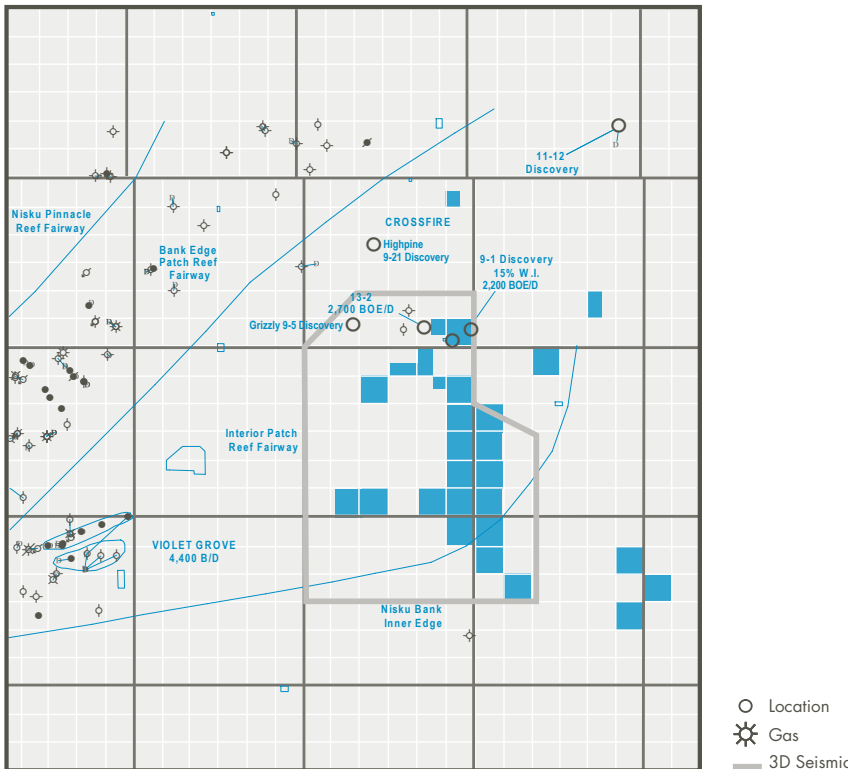 11-12
Discovery
Nisku Pinnacle
Reef Fairway
CROSSFIRE
Bank Edge
Patch Reef
Fairway
Highpine
9-21 Discovery
9-1 Discovery
15% W.I.
2,200 BOE/D
13-2
2,700 BOE/D
Grizzly 9-5 Discovery
Interior Patch
Reef Fairway
VIOLET GROVE
4,400 B/D
Nisku Bank
Inner Edge
Location
Gas
3D Seismic